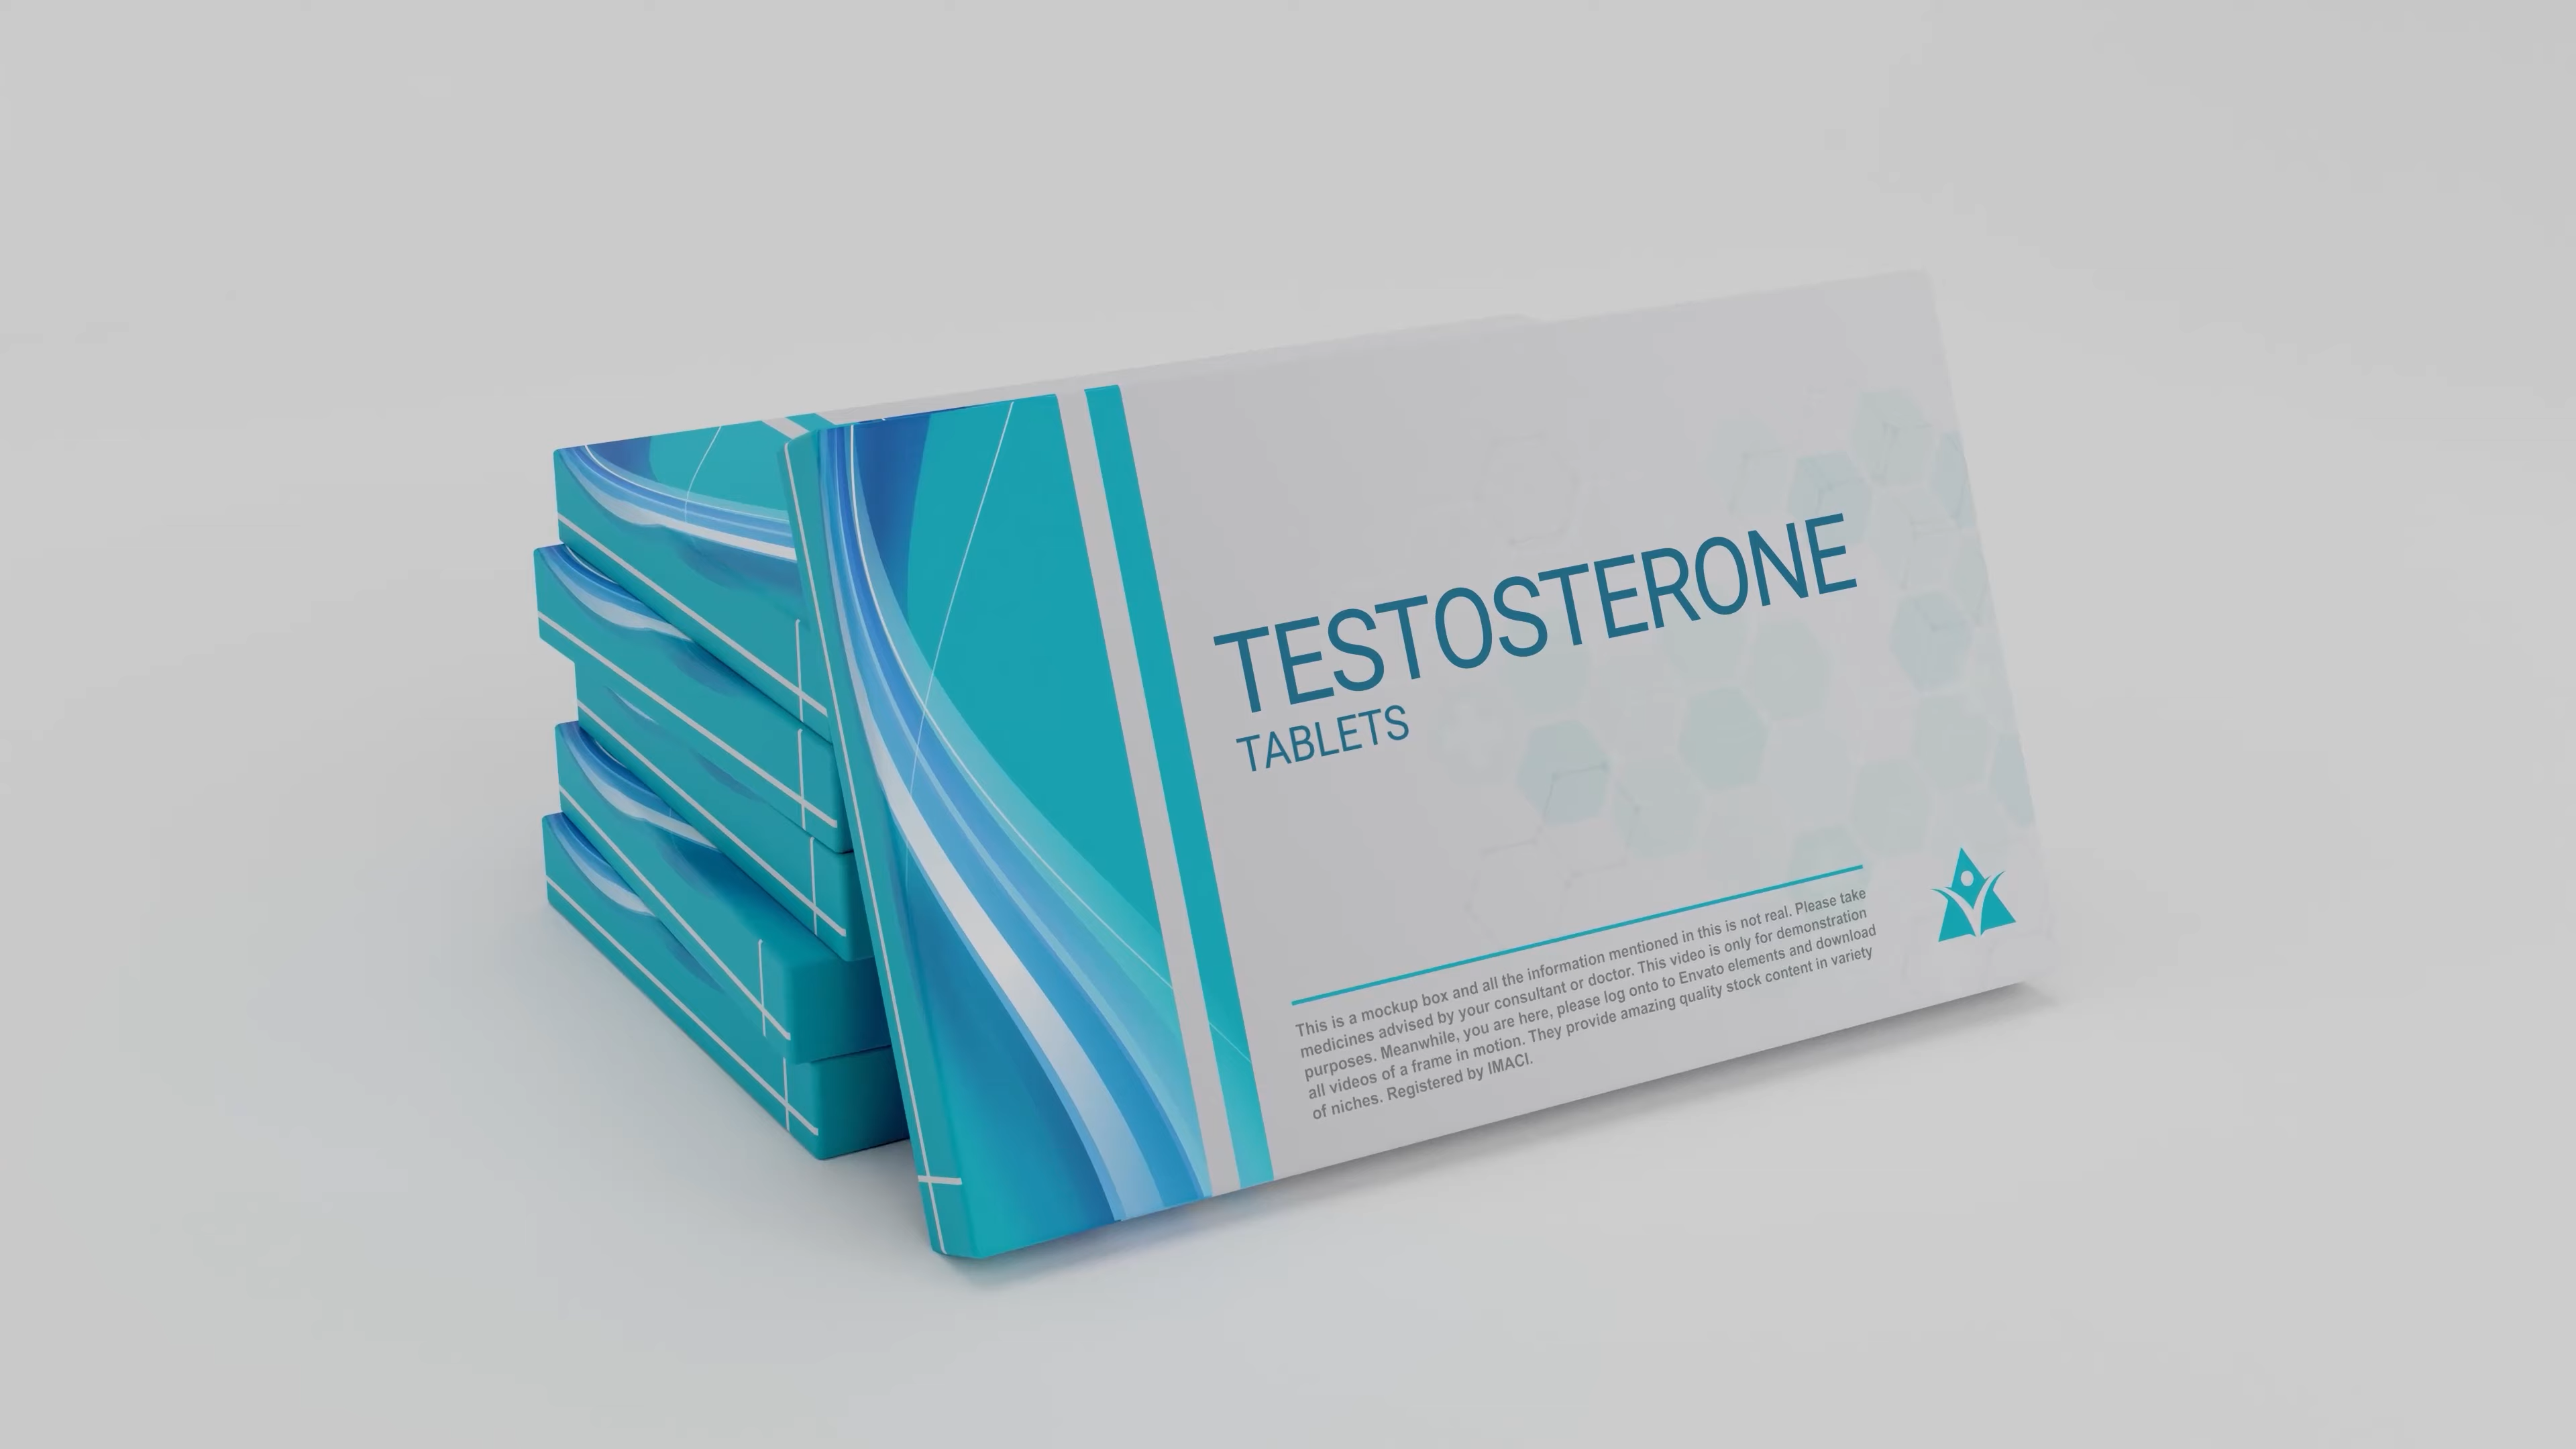 TESTOSTERONE
TABLETS
This is a mockup box and all the information mentioned in this is not real. Please take
medicines advised by your consultant or doctor. This video is only for demonstration
purposes. Meanwhile, you are here, please log onto to Envato elements and download
all videos of a frame in motion. They provide amazing quality stock content in variety
of niches. Registered by IMACI.